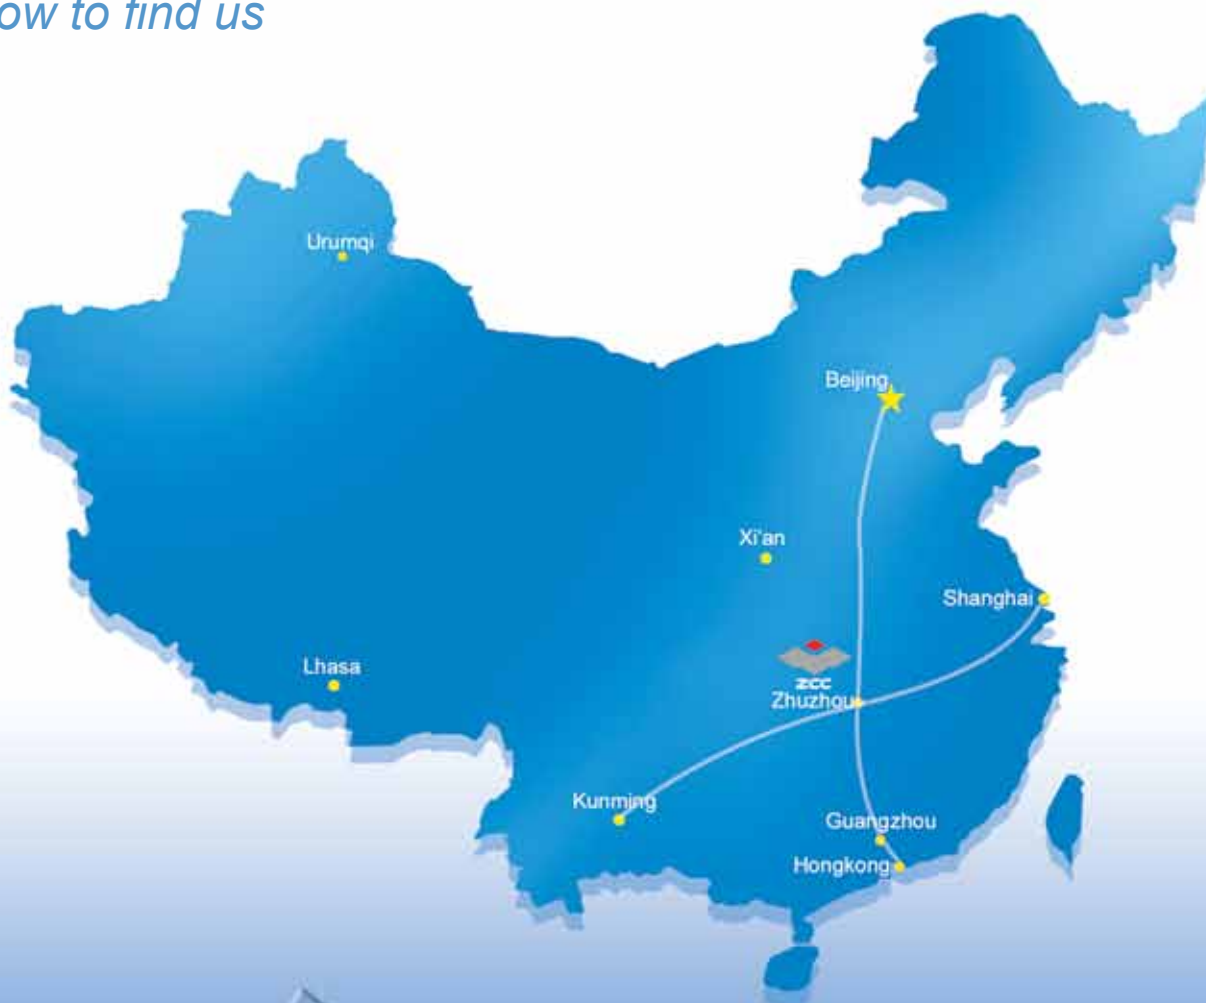 ow to find us
Urumqi
Beijing
Xi'an
Shanghai
Lhasa
ZCC
Zhuzhou
Kunming
Guangzhou
Hongkong